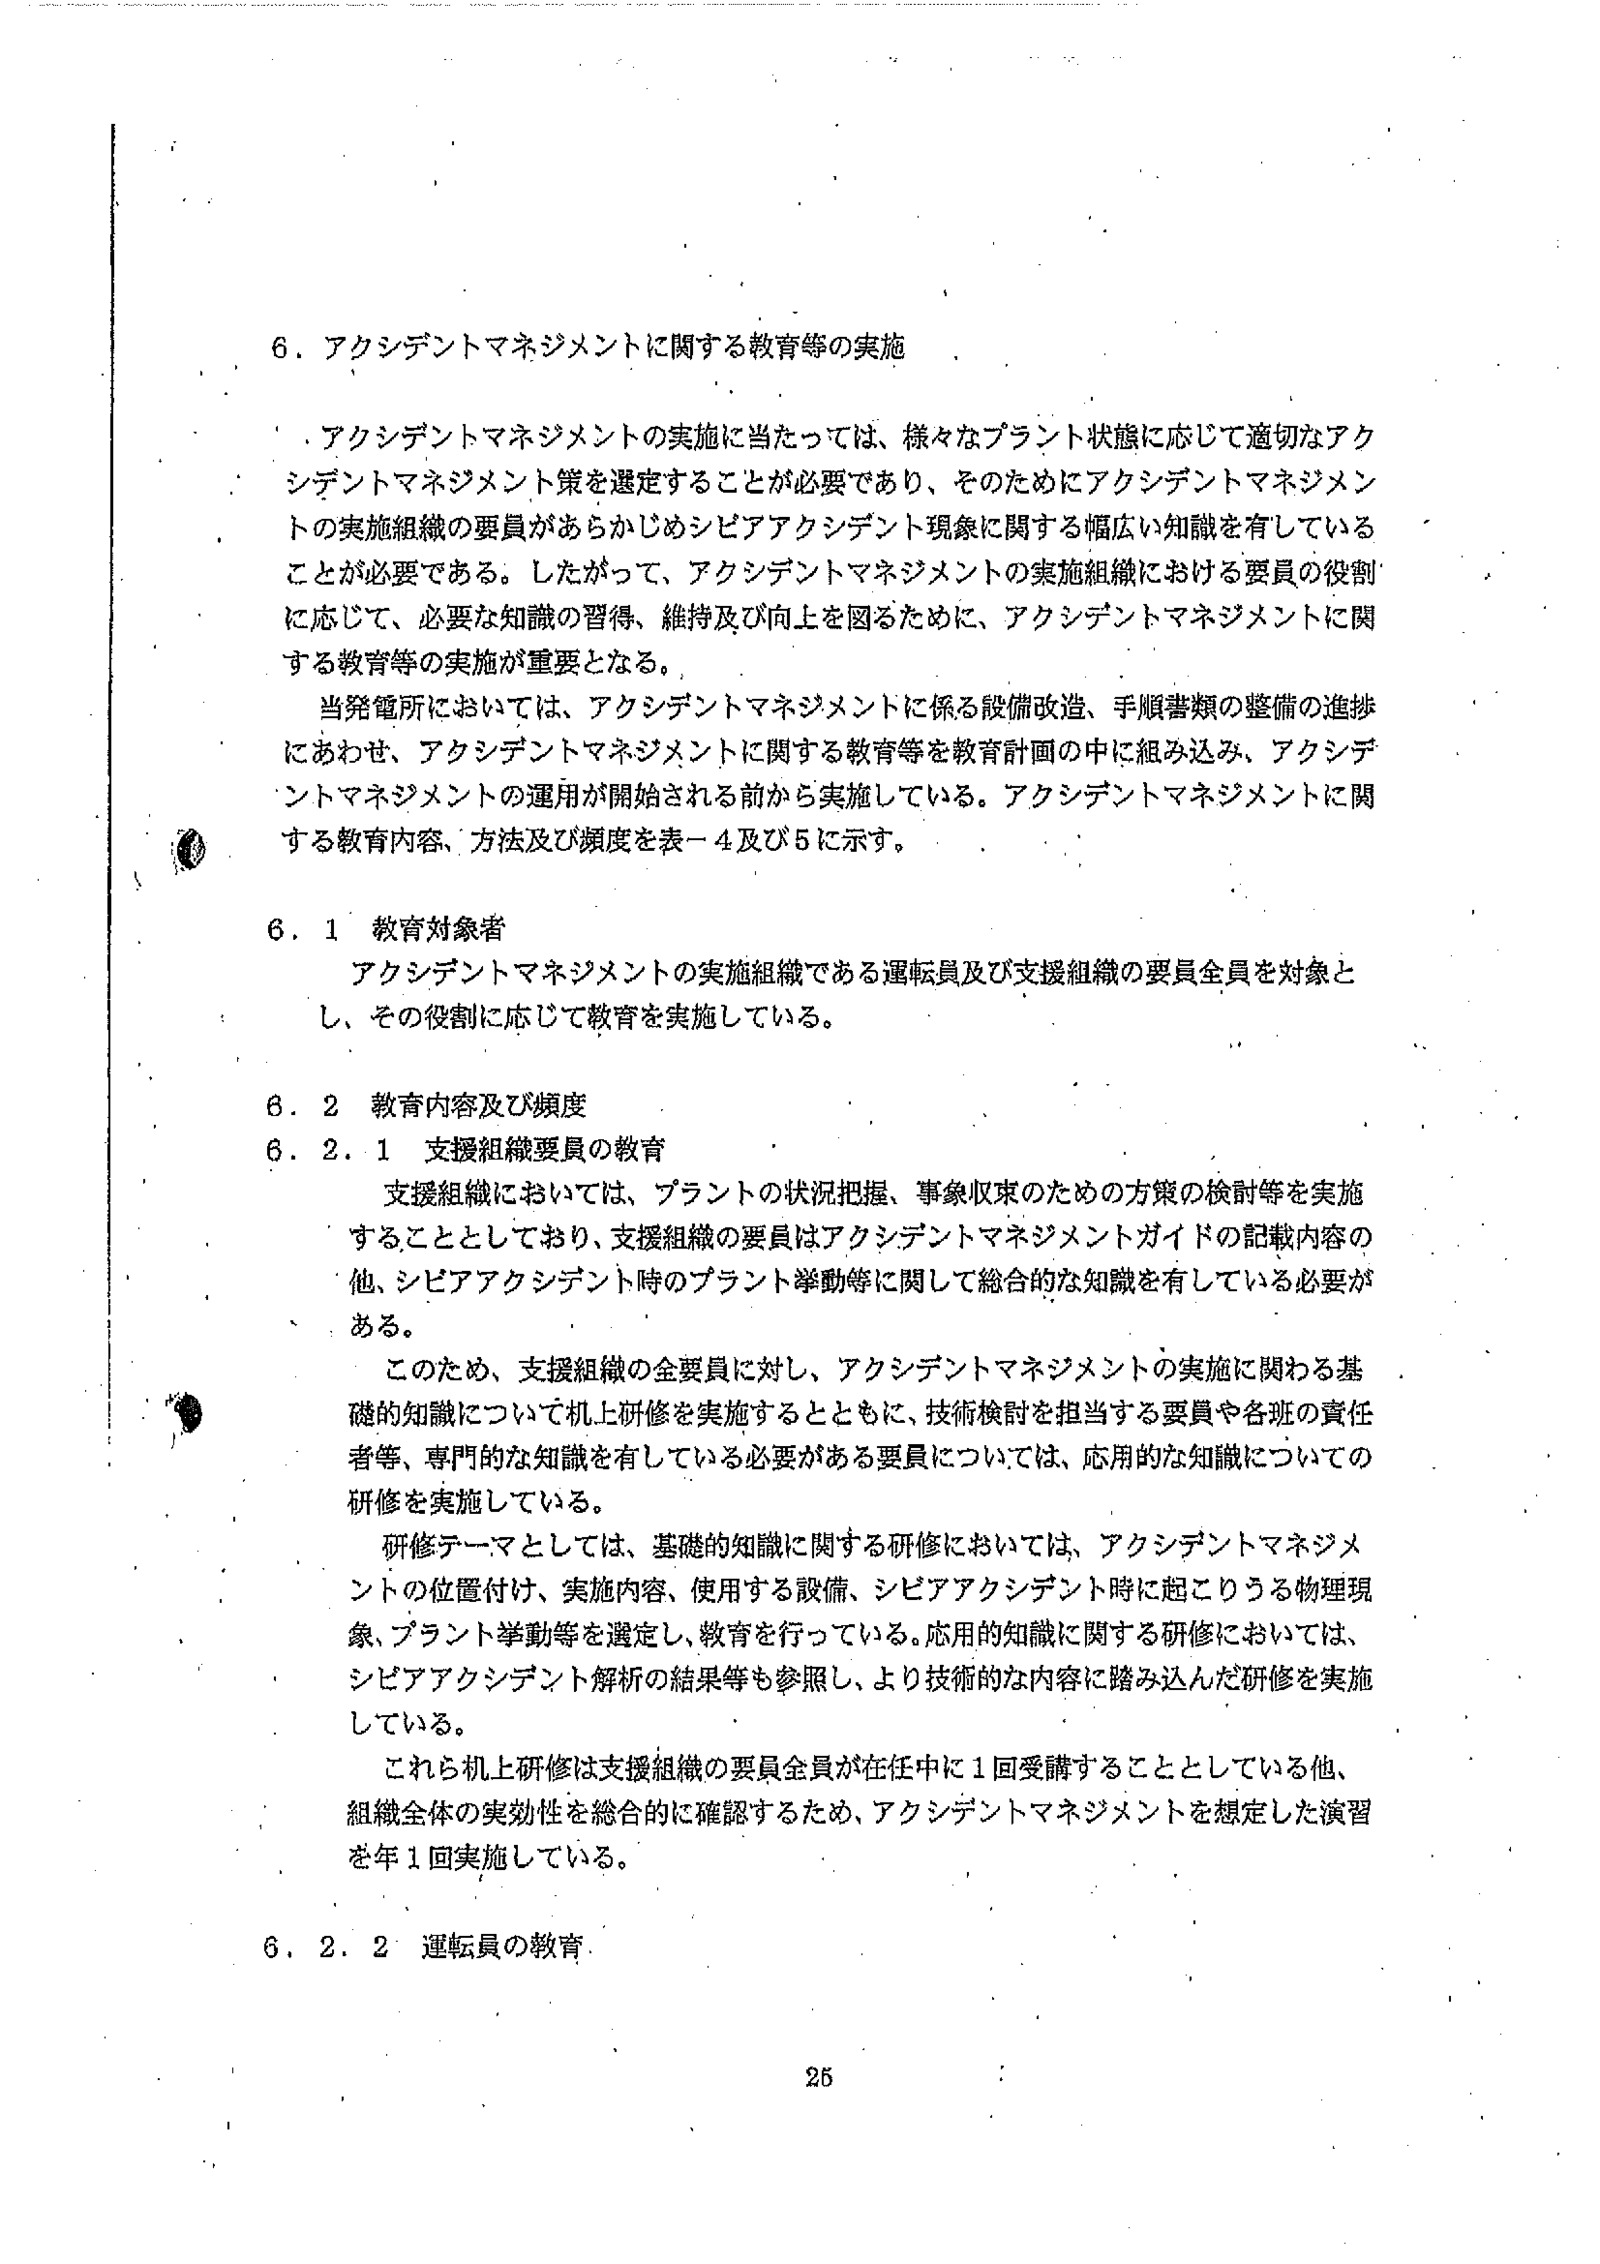 6．アクシデントマネジメントに関する教育等の実施
アクシデントマネジメントの実施に当たっては、様々なプラント状態に応じて適切なアク
シデントマネジメント策を選定することが必要であり、そのためにアクシデントマネジメン
トの実施組織の要員があらかじめシビアアクシデント現象に関する幅広い知識を有している
ことが必要である。したがって、アクシデントマネジメントの実施組織における要員の役割
に応じて、必要な知識の習得、維持及び向上を図るために、アクシデントマネジメントに関
する教育等の実施が重要となる。
当発電所においては、アクシデントマネジメントに係る設備改造、手順書類の整備の進捗
にあわせ、アクシデントマネジメントに関する教育等を教育計画の中に組み込み、アクシデ
ントマネジメントの運用が開始される前から実施している。アクシデントマネジメントに関
する教育内容、方法及び頻度を表－4及び5に示す。
6．1　教育対象者
アクシデントマネジメントの実施組織である運転員及び支援組織の要員全員を対象と
し、その役割に応じて教育を実施している。
6．2　教育内容及び頻度
6．2．1　支援組織要員の教育
支援組織においては、プラントの状況把握、事象収束のための方策の検討等を実施
することとしており、支援組織の要員はアクシデントマネジメントガイドの記載内容の
他、シビアアクシデント時のプラント挙動等に関して総合的な知識を有している必要が
ある。
このため、支援組織の全要員に対し、アクシデントマネジメントの実施に関わる基
礎的知識について机上研修を実施するとともに、技術検討を担当する要員や各班の責任
者等、専門的な知識を有している必要がある要員については、応用的な知識についての
研修を実施している。
研修テーマとしては、基礎的知識に関する研修においては、アクシデントマネジメ
ントの位置付け、実施内容、使用する設備、シビアアクシデント時に起こりうる物理現
象、プラント挙動等を選定し、教育を行っている。応用的知識に関する研修においては、
シビアアクシデント解析の結果等も参照し、より技術的な内容に踏み込んだ研修を実施
している。
これら机上研修は支援組織の要員全員が在任中に1回受講することとしている他、
組織全体の実効性を総合的に確認するため、アクシデントマネジメントを想定した演習
を年1回実施している。
6．2．2　運転員の教育
25